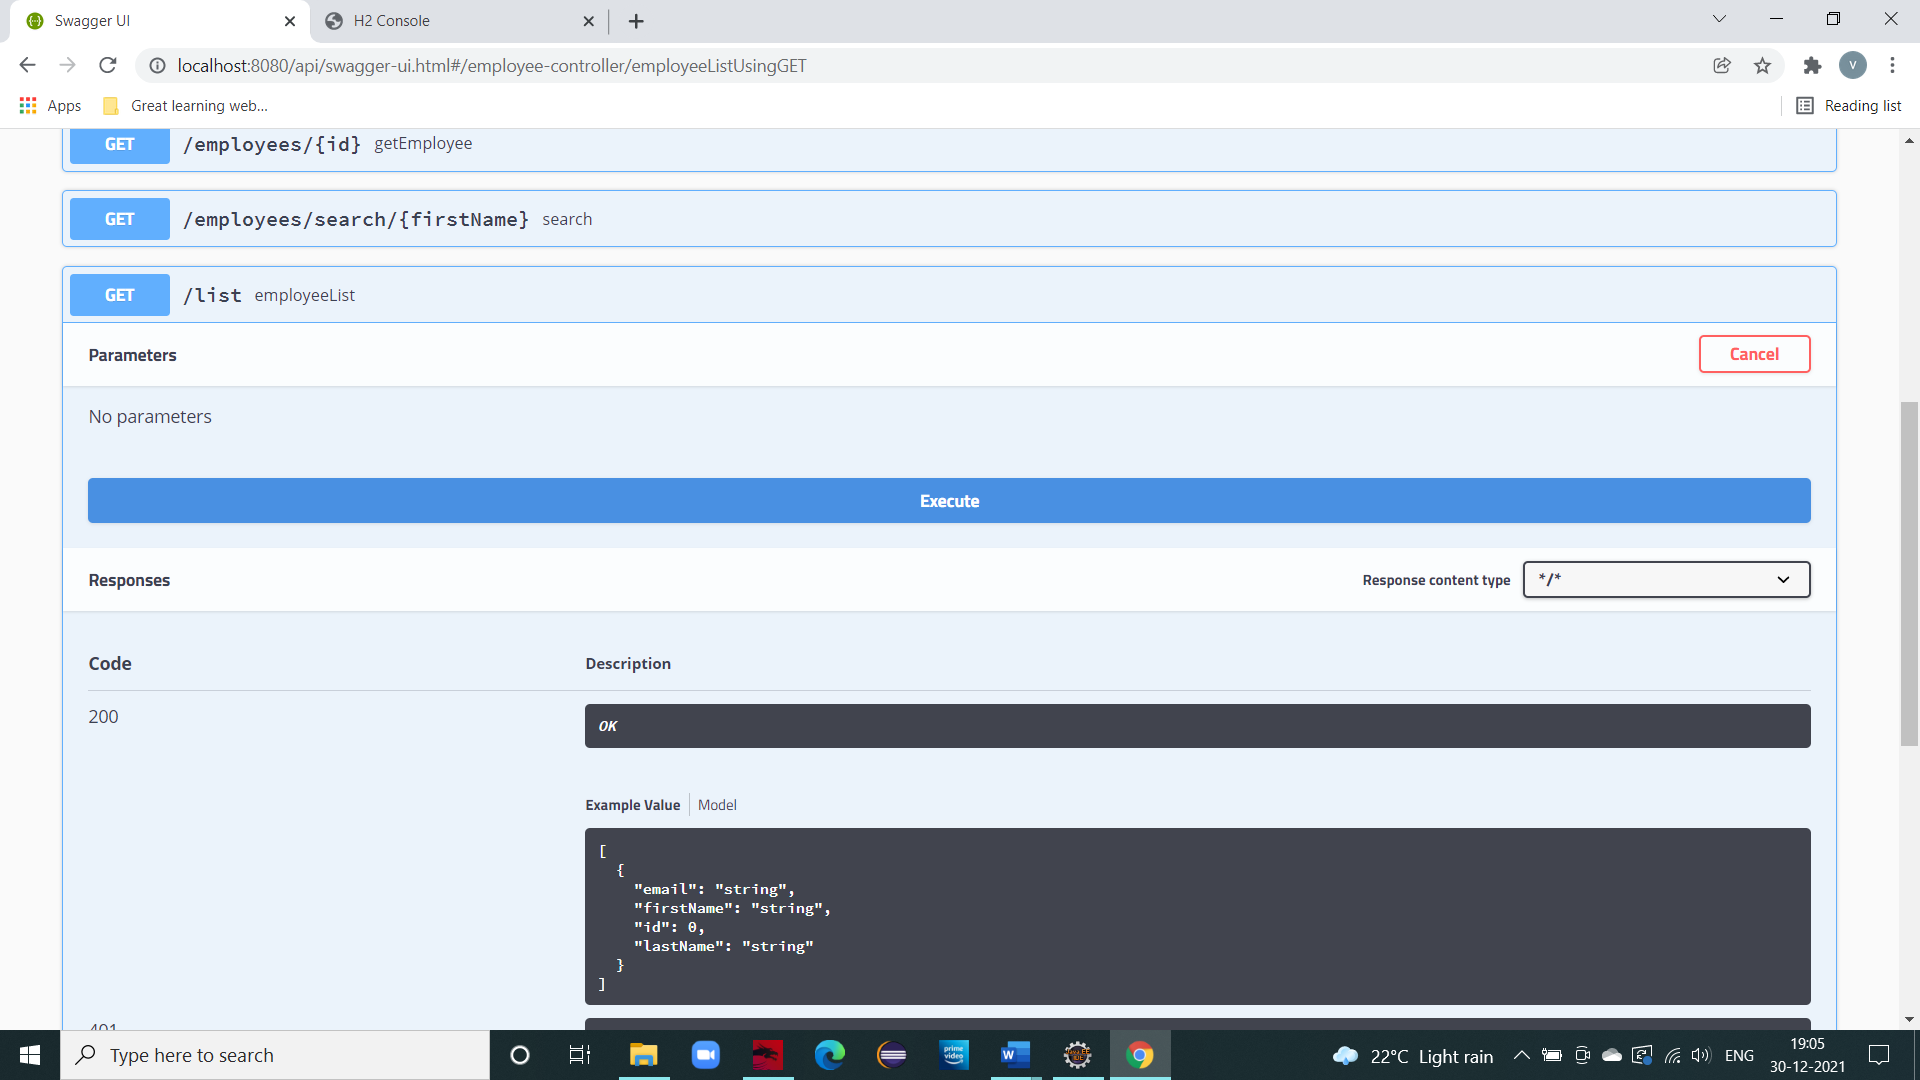 Swagger UI
H2 Console
localhost:8080/api/swagger-ui.html#/employee-controller/employeeListUsingGET
V
Apps
Great learning web...
Reading list
GET /employees/{id} getEmployee
GET /employees/search/{firstName} search
GET /list employeeList
Parameters
Cancel
No parameters
Execute
Responses
Response content type
*/*
Code
Description
200
OK
Example Value
Model
[
{
"email": "string",
"firstName": "string",
"id": 0,
"lastName": "string"
}
]
401
Type here to search
prime video
W
22°C Light rain
ENG
19:05
30-12-2021